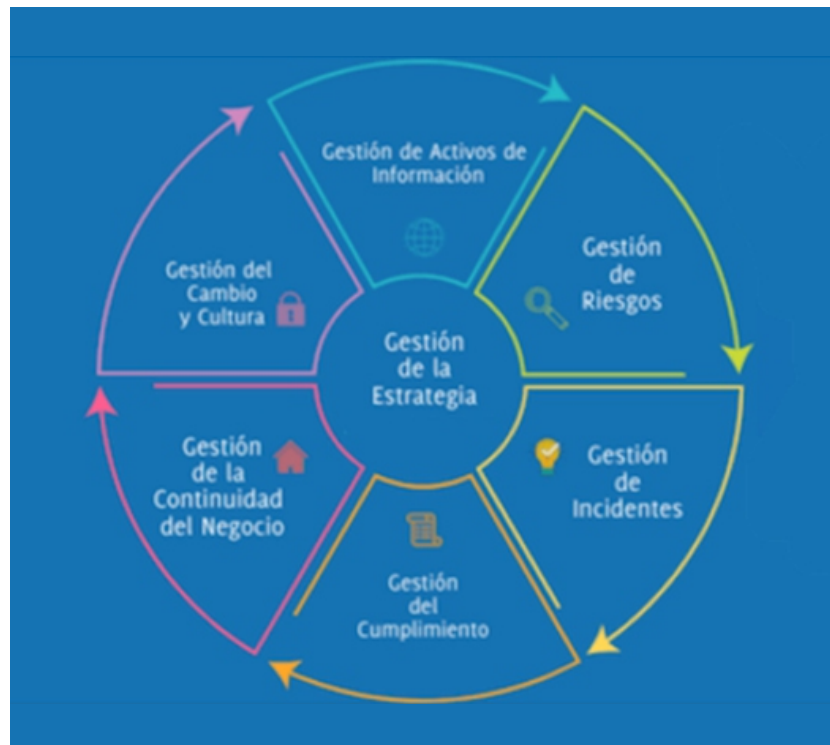 Gestión de Activos de
Información
Gestión
de
Riesgos
Gestión
de
Incidentes
Gestión
del
Cumplimiento
Gestión
de la
Continuidad
del Negocio
Gestión del
Cambio
y Cultura
Gestión
de la
Estrategia